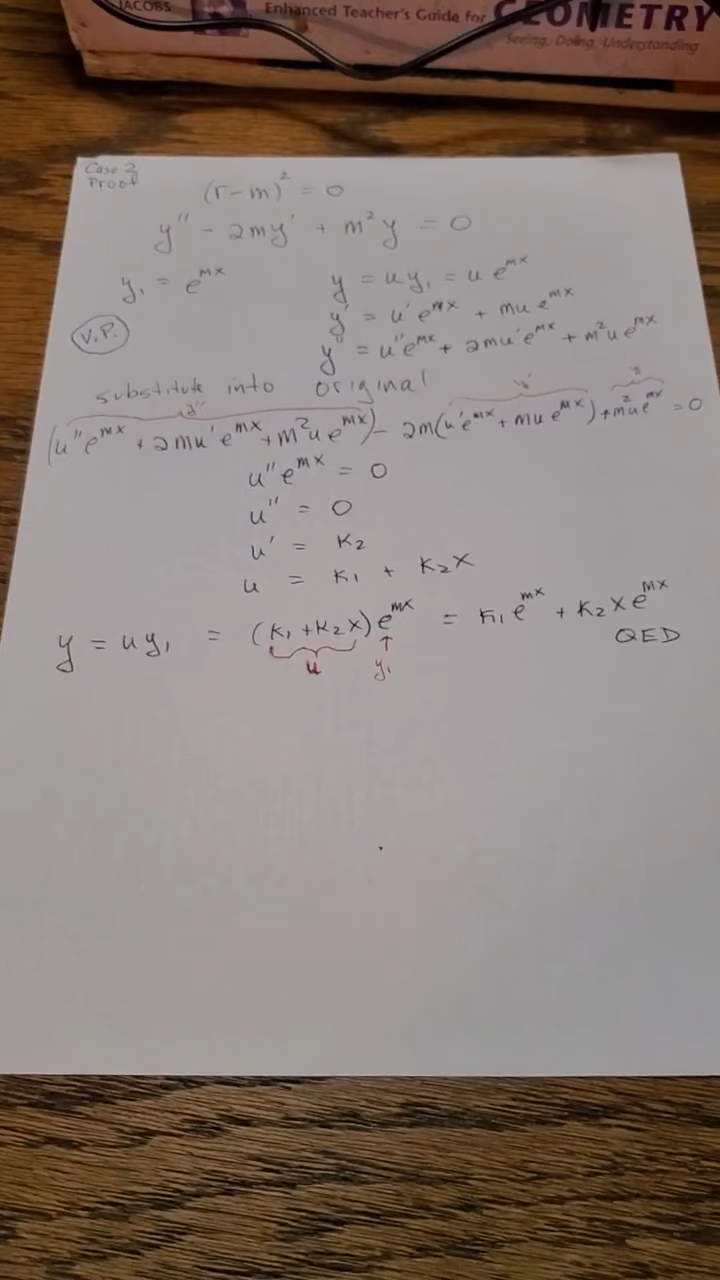 JACOBS Enhanced Teacher's Guide for GEOMETRY
Seeing, Doing, Understanding
Case 2
Proof
(r-m)² = 0
y'' - 2my' + m²y = 0
y₁ = e^{mx} y = uy₁ = u e^{mx}
y' = u'e^{mx} + mu e^{mx}
V.P.
y'' = u''e^{mx} + 2mu'e^{mx} + m²ue^{mx}
substitute into original
y'' y' y
(u''e^{mx} + 2mu'e^{mx} + m²ue^{mx}) - 2m(u'e^{mx} + mue^{mx}) + m²ue^{mx} = 0
u''e^{mx} = 0
u'' = 0
u' = K₂
u = K₁ + K₂x
y = uy₁ = (K₁ + K₂x)e^{mx} = K₁e^{mx} + K₂xe^{mx}
u y₁
QED